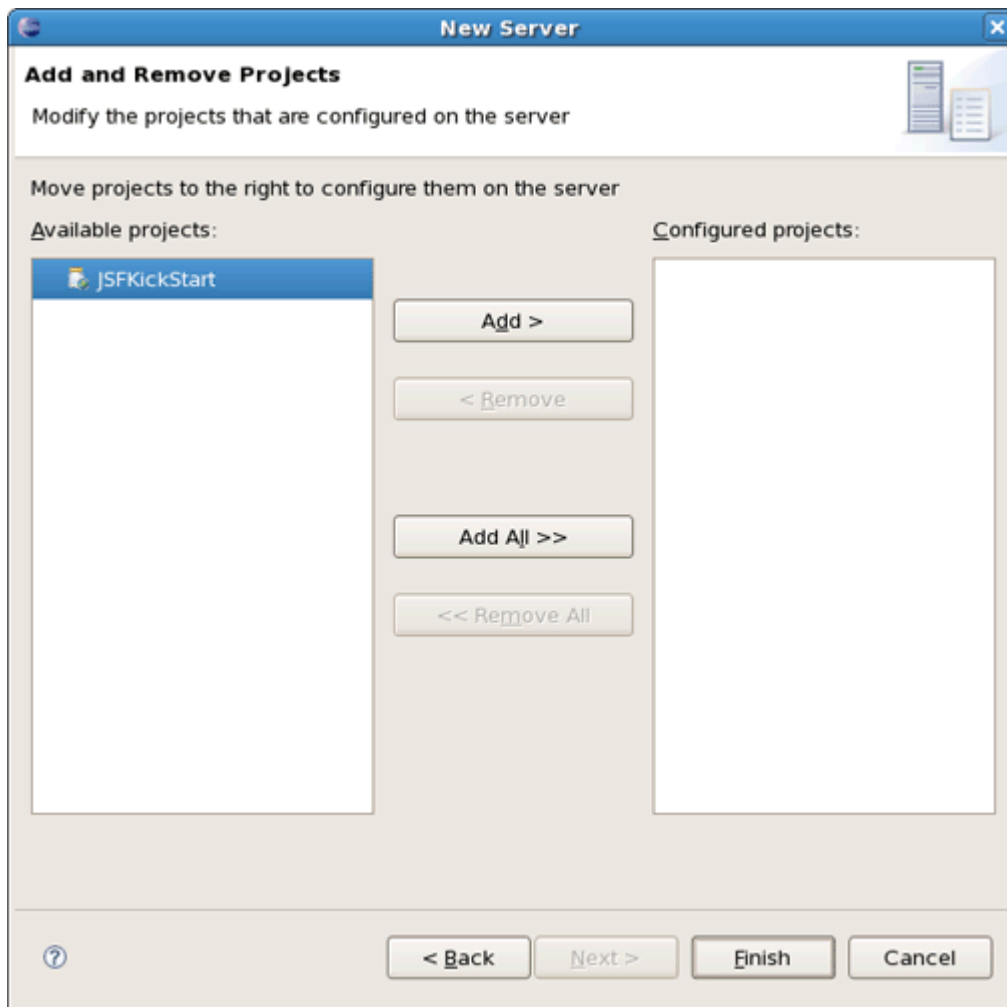 New Server
Add and Remove Projects
Modify the projects that are configured on the server
Move projects to the right to configure them on the server
Available projects:
Configured projects:
JSFKickStart
Add >
< Remove
Add All >>
<< Remove All
< Back
Next >
Finish
Cancel